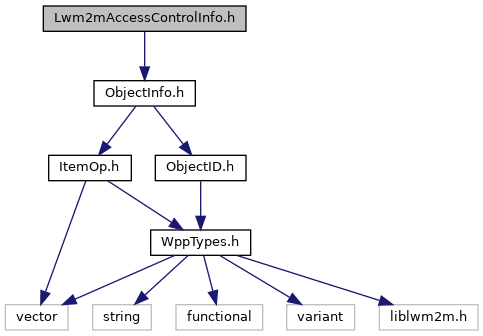 Lwm2mAccessControlInfo.h
ObjectInfo.h
ItemOp.h
ObjectID.h
WppTypes.h
vector
string
functional
variant
liblwm2m.h